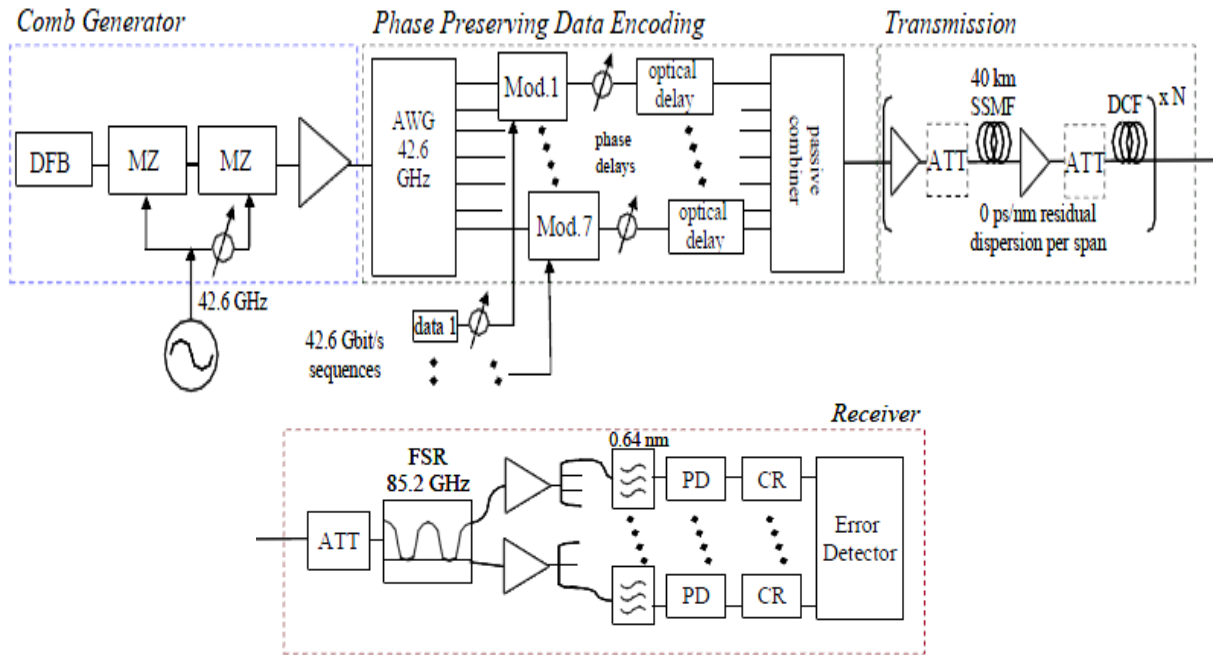 Comb Generator
Phase Preserving Data Encoding
Transmission
DFB
MZ
MZ
42.6 GHz
AWG
42.6
GHz
Mod.1
Mod.7
optical
delay
phase
delays
optical
delay
passive
combiner
data 1
42.6 Gbit/s
sequences
40 km
SSMF
DCF
x N
ATT
ATT
0 ps/nm residual
dispersion per span
Receiver
ATT
FSR
85.2 GHz
0.64 nm
PD
CR
PD
CR
Error
Detector